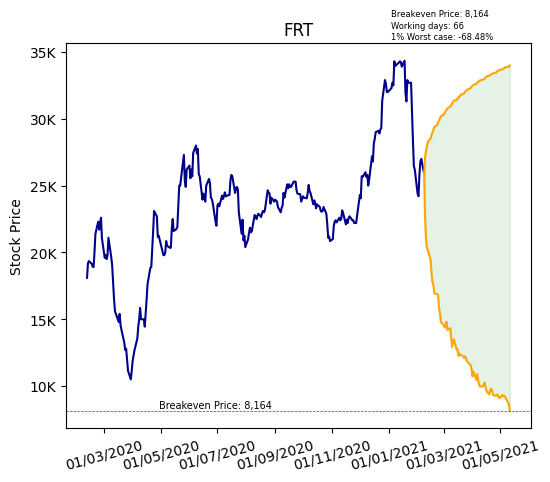 Breakeven Price: 8,164
Working days: 66
1% Worst case: -68.48%
FRT
Stock Price
35K
30K
25K
20K
15K
10K
Breakeven Price: 8,164
01/03/2020
01/05/2020
01/07/2020
01/09/2020
01/11/2020
01/01/2021
01/03/2021
01/05/2021